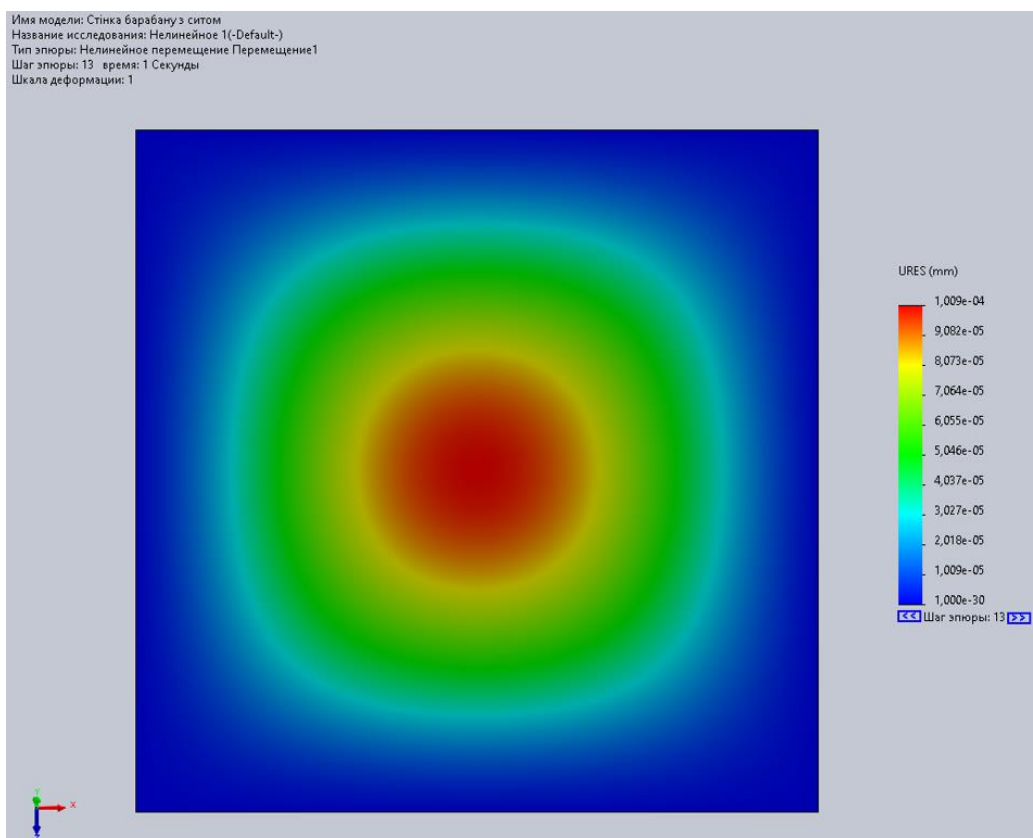 Имя модели: Стінка барабану з ситом
Название исследования: Нелинейное 1(-Default-)
Тип эпюры: Нелинейное перемещение Перемещение1
Шаг эпюры: 13 время: 1 Секунды
Шкала деформации: 1
URES (mm)
1,009e-04
9,082e-05
8,073e-05
7,064e-05
6,055e-05
5,046e-05
4,037e-05
3,027e-05
2,018e-05
1,009e-05
1,000e-30
<< Шаг эпюры: 13 >>
Y
X
Z